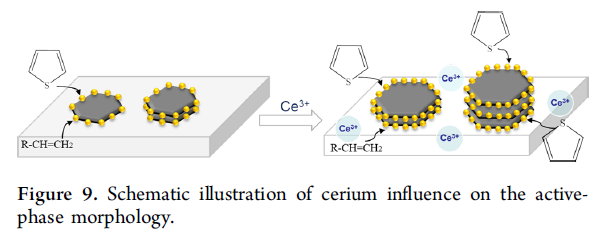 S
S
S
Ce³⁺
Ce³⁺
Ce³⁺
Ce³⁺
Ce³⁺
R-CH=CH₂
R-CH=CH₂
S
Figure 9. Schematic illustration of cerium influence on the active-
phase morphology.